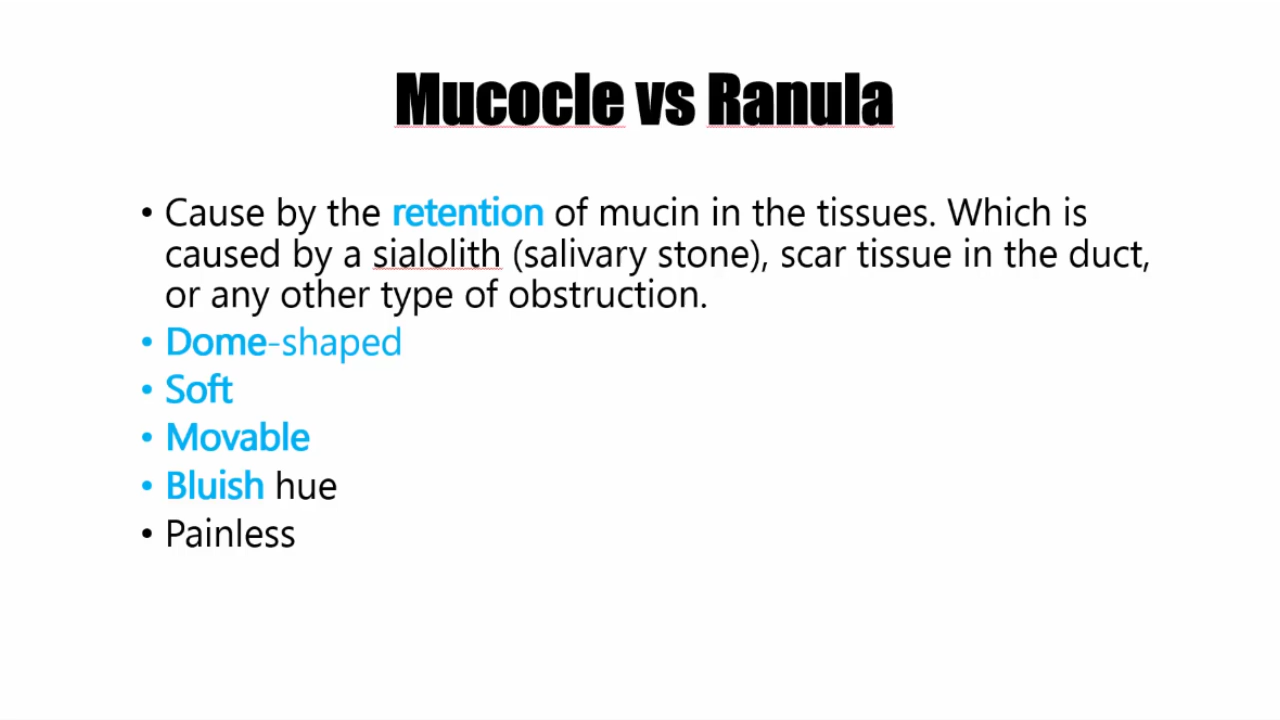 Mucocle vs Ranula
• Cause by the retention of mucin in the tissues. Which is
caused by a sialolith (salivary stone), scar tissue in the duct,
or any other type of obstruction.
• Dome-shaped
• Soft
• Movable
• Bluish hue
• Painless